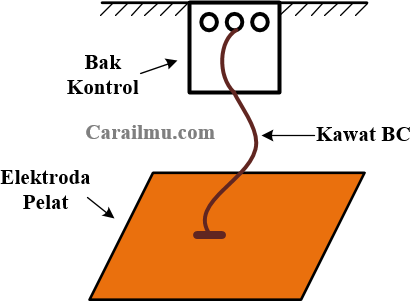 Bak
Kontrol
Carailmu.com
Kawat BC
Elektroda
Pelat